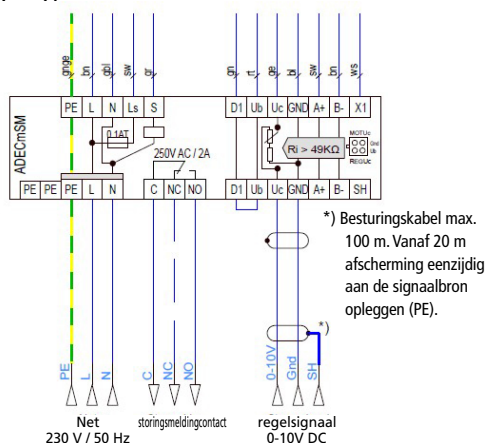 gnge bn gbl sw gr gn rt ge bl sw bn ws
PE L N Ls S D1 Ub Uc GND A+ B- X1
ADECmSM
0,1AT
250V AC / 2A
Ri > 49KΩ
MOTUc
Gnd
Ub
REGUc
PE PE PE L N C NC NO D1 Ub Uc GND A+ B- SH
*) Besturingskabel max.
100 m. Vanaf 20 m
afscherming eenzijdig
aan de signaalbron
opleggen (PE).
*)
PE L N C NC NO 0-10V Gnd SH
Net
230 V / 50 Hz
storingsmeldingcontact
regelsignaal
0-10V DC